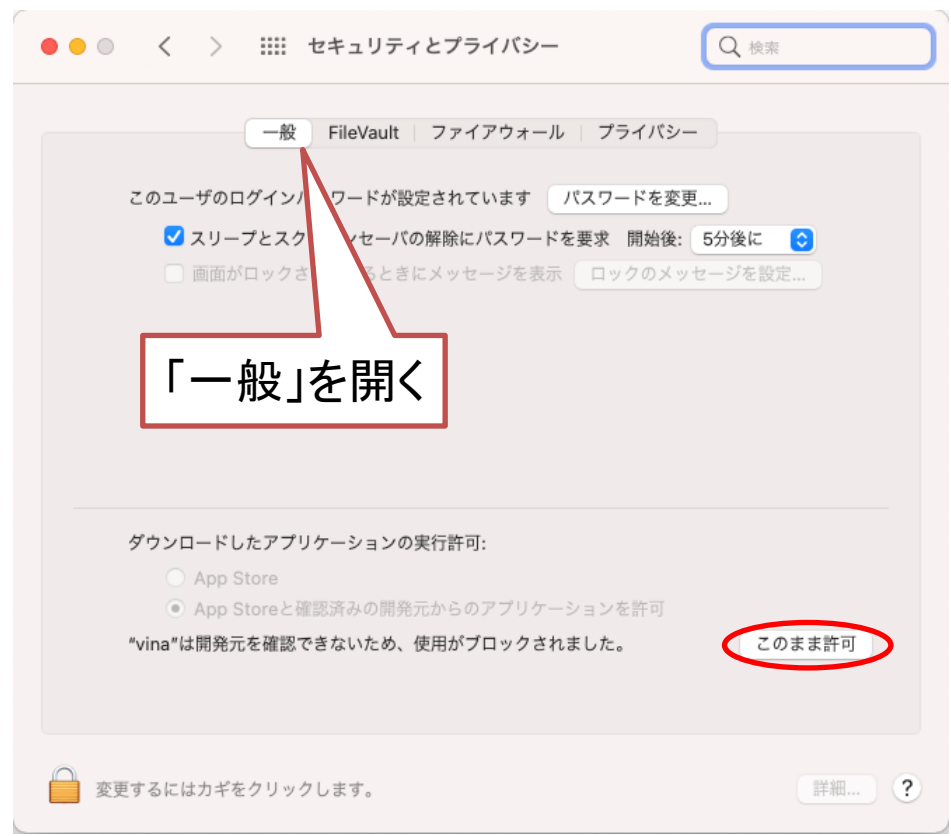 セキュリティとプライバシー
検索
一般 FileVault ファイアウォール プライバシー
このユーザのログインパ ワードが設定されています パスワードを変更...
スリープとスク ンセーバの解除にパスワードを要求 開始後: 5分後に
画面がロックさ るときにメッセージを表示 ロックのメッセージを設定...
「一般」を開く
ダウンロードしたアプリケーションの実行許可:
App Store
App Storeと確認済みの開発元からのアプリケーションを許可
“vina”は開発元を確認できないため、使用がブロックされました。 このまま許可
変更するにはカギをクリックします。 詳細... ?